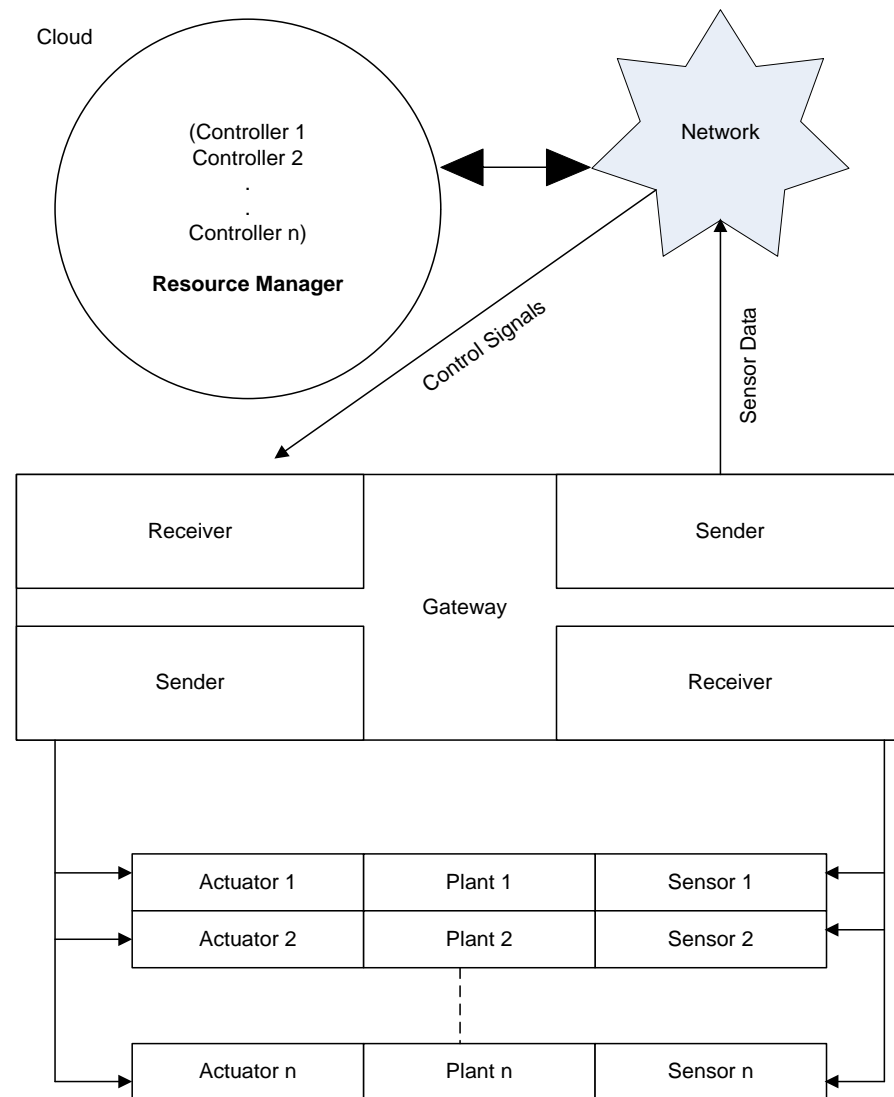 Cloud
(Controller 1
Controller 2
.
.
Controller n)
Resource Manager
Network
Control Signals
Sensor Data
Receiver
Sender
Gateway
Sender
Receiver
Actuator 1
Plant 1
Sensor 1
Actuator 2
Plant 2
Sensor 2
Actuator n
Plant n
Sensor n